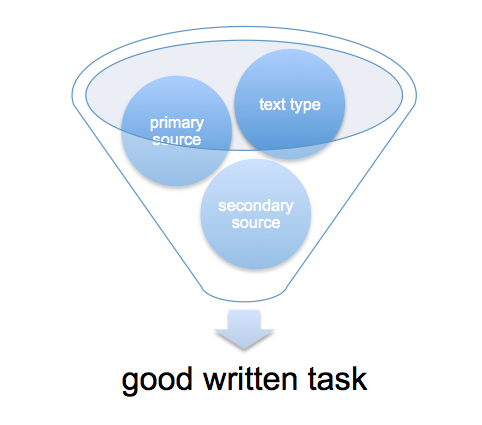 text type
primary
source
secondary
source
good written task